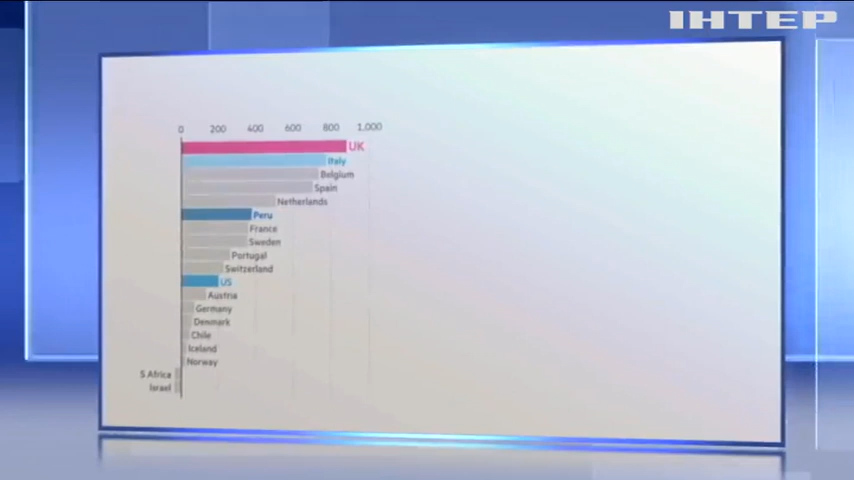 ІНТЕР
0 200 400 600 800 1,000
UK
Italy
Belgium
Spain
Netherlands
Peru
France
Sweden
Portugal
Switzerland
US
Austria
Germany
Denmark
Chile
Iceland
Norway
S Africa
Israel